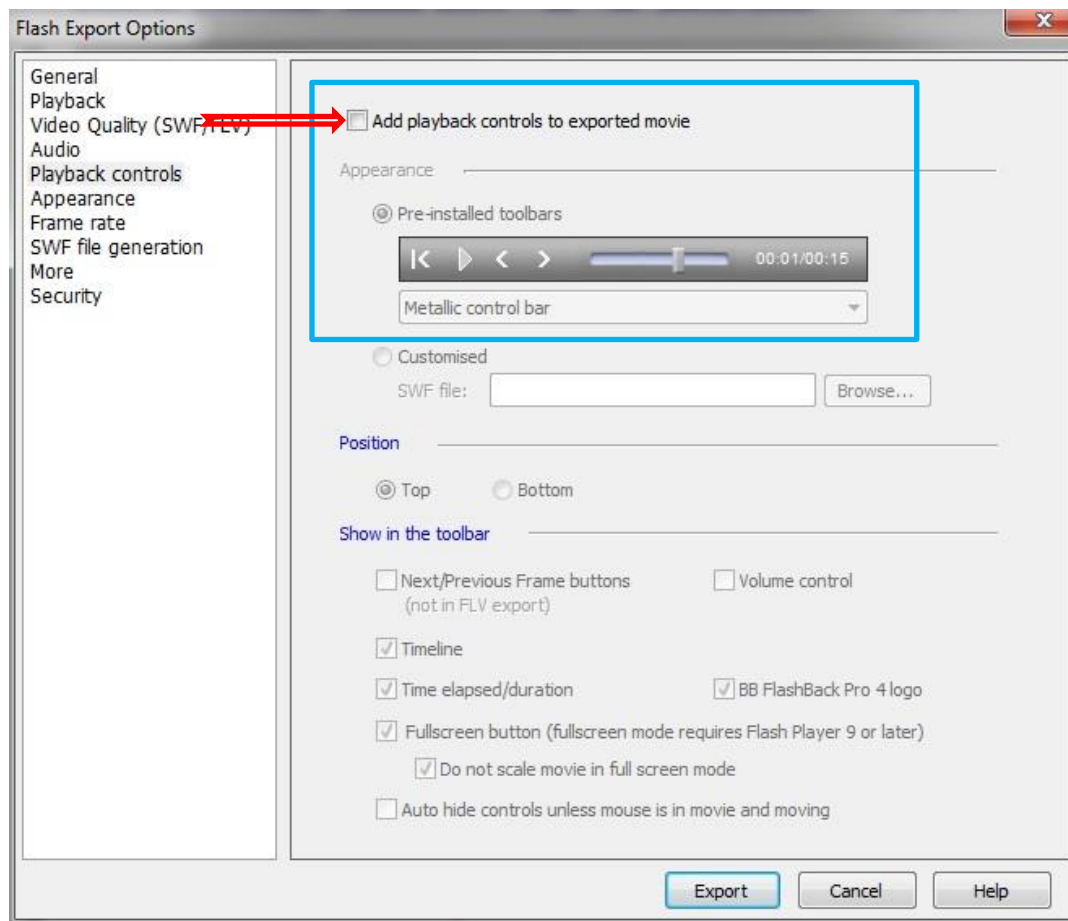 Flash Export Options
General
Playback
Video Quality (SWF/FLV)
Audio
Playback controls
Appearance
Frame rate
SWF file generation
More
Security
Add playback controls to exported movie
Appearance
Pre-installed toolbars
00:01/00:15
Metallic control bar
Customised
SWF file:
Browse...
Position
Top
Bottom
Show in the toolbar
Next/Previous Frame buttons
(not in FLV export)
Volume control
Timeline
Time elapsed/duration
BB FlashBack Pro 4 logo
Fullscreen button (fullscreen mode requires Flash Player 9 or later)
Do not scale movie in full screen mode
Auto hide controls unless mouse is in movie and moving
Export
Cancel
Help